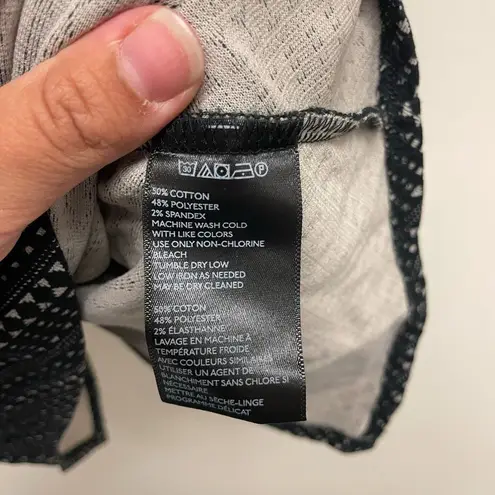 30 P
50% COTTON
48% POLYESTER
2% SPANDEX
MACHINE WASH COLD
WITH LIKE COLORS
USE ONLY NON-CHLORINE
BLEACH
TUMBLE DRY LOW
LOW IRON AS NEEDED
MAY BE DRY CLEANED
50% COTON
48% POLYESTER
2% ÉLASTHANNE
LAVAGE EN MACHINE À
TEMPÉRATURE FROIDE
AVEC COULEURS SIMILAIRES
UTILISER UN AGENT DE
BLANCHIMENT SANS CHLORE SI
NÉCESSAIRE
METTRE AU SÈCHE-LINGE
PROGRAMME DÉLICAT